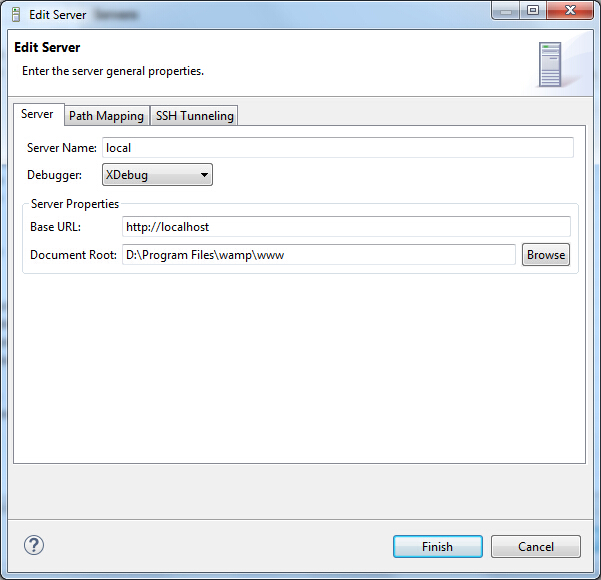 Edit Server
Edit Server
Enter the server general properties.
Server Path Mapping SSH Tunneling
Server Name: local
Debugger: XDebug
Server Properties
Base URL: http://localhost
Document Root: D:\Program Files\wamp\www Browse
? Finish Cancel